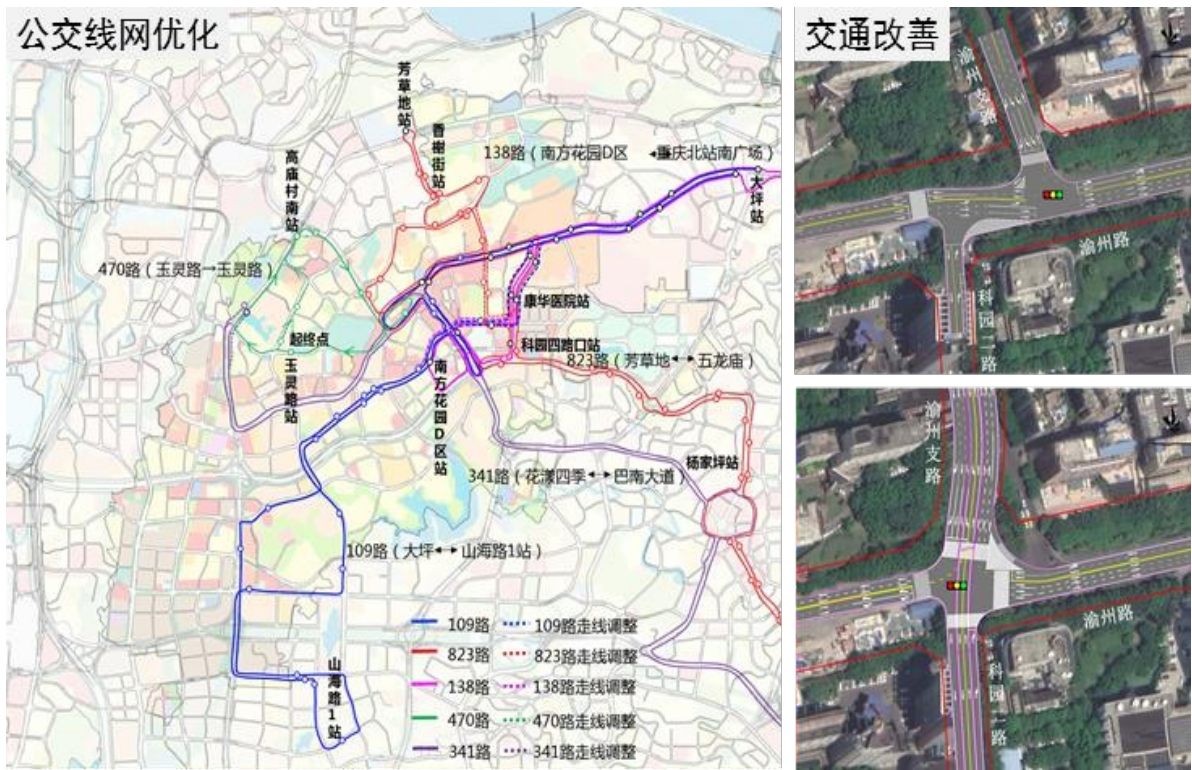 公交线网优化
芳草地站
香榭街站
138路（南方花园D区 重庆北站南广场）
大坪站
高庙村南站
470路（玉灵路→玉灵路）
康华医院站
起终点
科园四路口站
823路（芳草地↔五龙庙）
玉灵路站
南方花园D区站
杨家坪站
341路（花漾四季↔巴南大道）
109路（大坪↔山海路1站）
山海路1站
109路 109路走线调整
823路 823路走线调整
138路 138路走线调整
470路 470路走线调整
341路 341路走线调整
交通改善
渝州支路
渝州路
科园一路
渝州支路
渝州路
科园一路